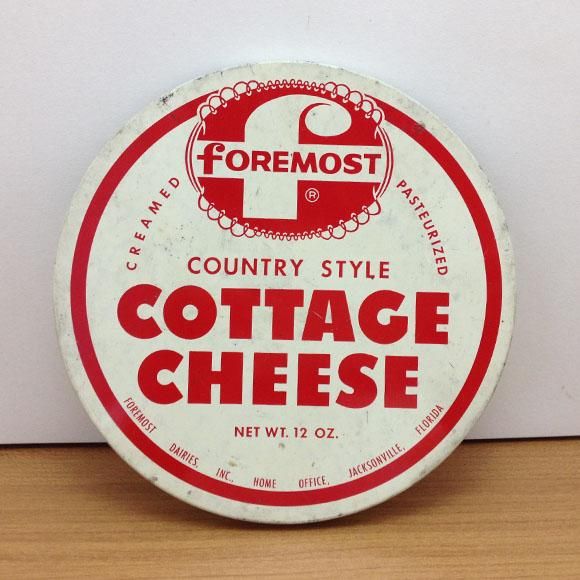 f
FOREMOST
®
CREAMED
PASTEURIZED
COUNTRY STYLE
COTTAGE
CHEESE
NET WT. 12 OZ.
FOREMOST DAIRIES, INC., HOME OFFICE, JACKSONVILLE, FLORIDA